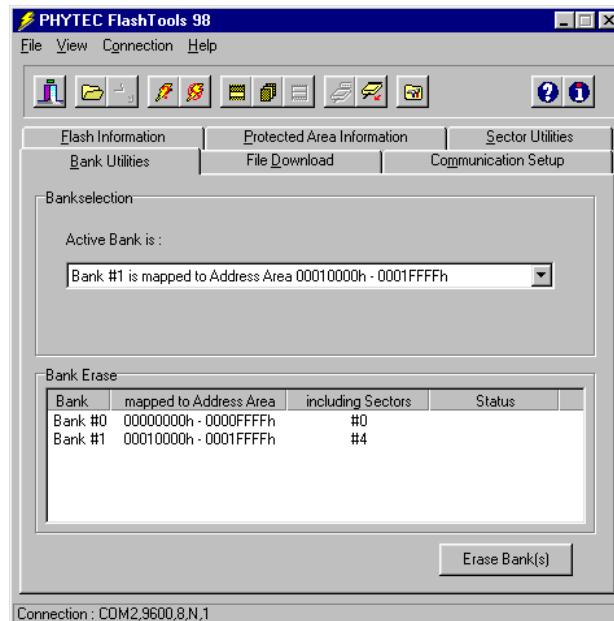 PHYTEC FlashTools 98
File View Connection Help
Flash Information Protected Area Information Sector Utilities
Bank Utilities File Download Communication Setup
Bankselection
Active Bank is :
Bank #1 is mapped to Address Area 00010000h - 0001FFFFh
Bank Erase
Bank mapped to Address Area including Sectors Status
Bank #0 00000000h - 0000FFFFh #0
Bank #1 00010000h - 0001FFFFh #4
Erase Bank(s)
Connection : COM2,9600,8,N,1